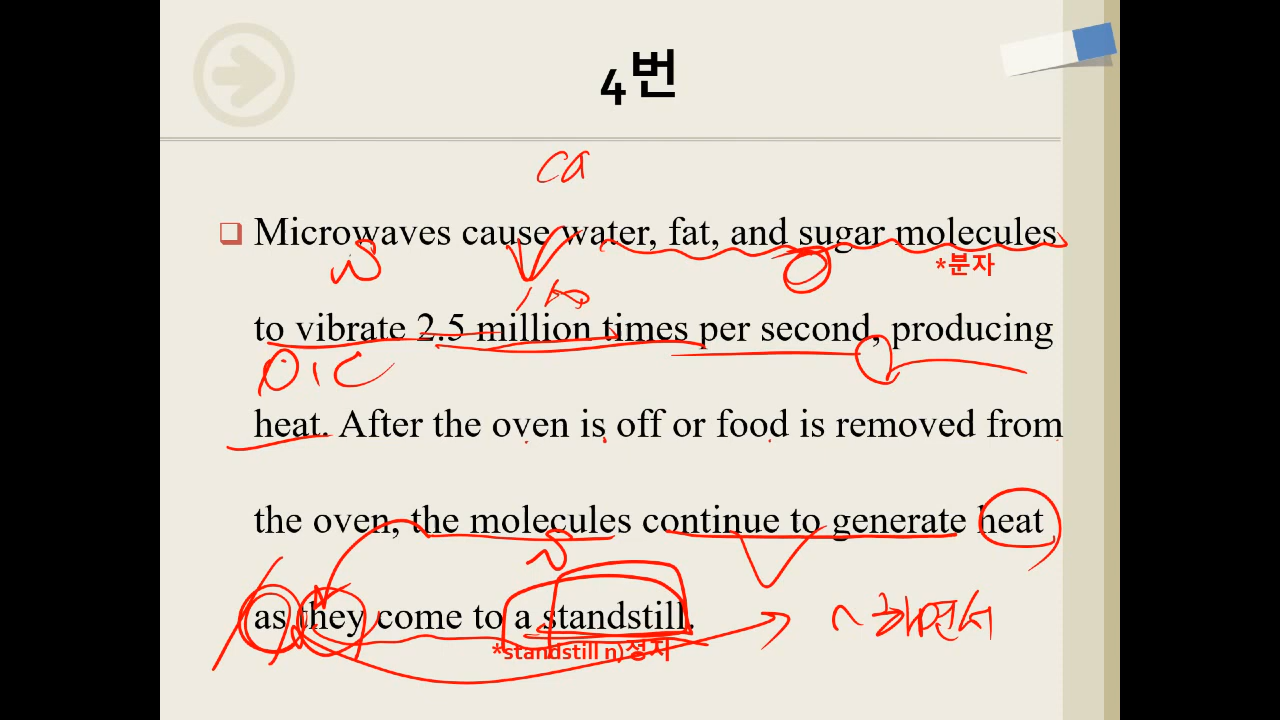 4번
ca
Microwaves cause water, fat, and sugar molecules
S
*분자
to vibrate 2.5 million times per second, producing
O.C
heat. After the oven is off or food is removed from
the oven, the molecules continue to generate heat
S
as they come to a standstill.
~하면서
*standstill n)정지